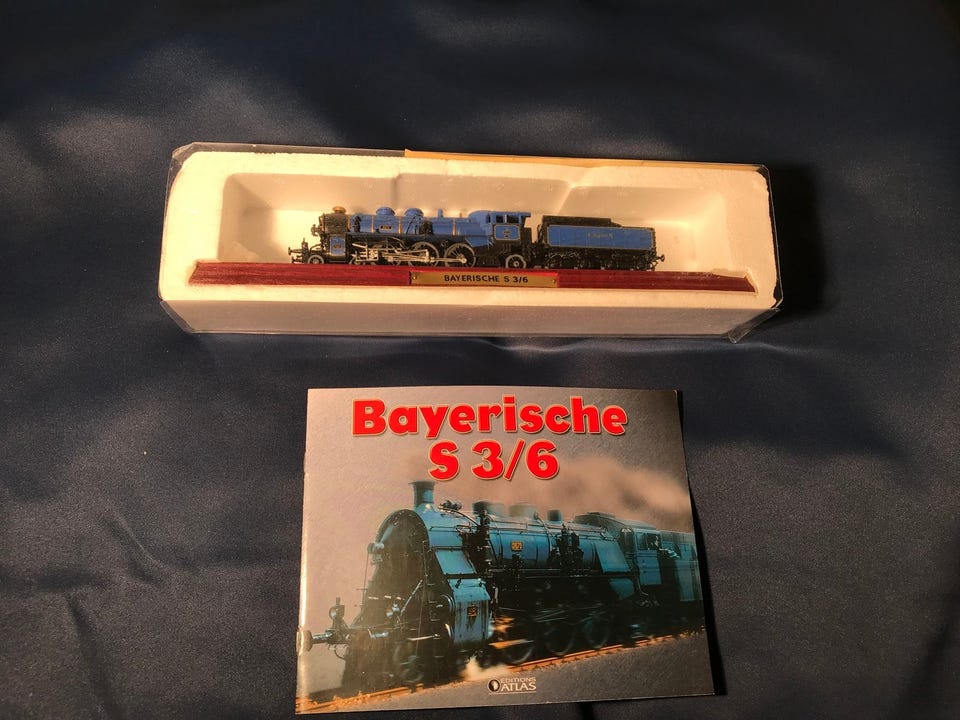 BAYERISCHE S 3/6
Bayerische
S 3/6
EDITIONS
ATLAS